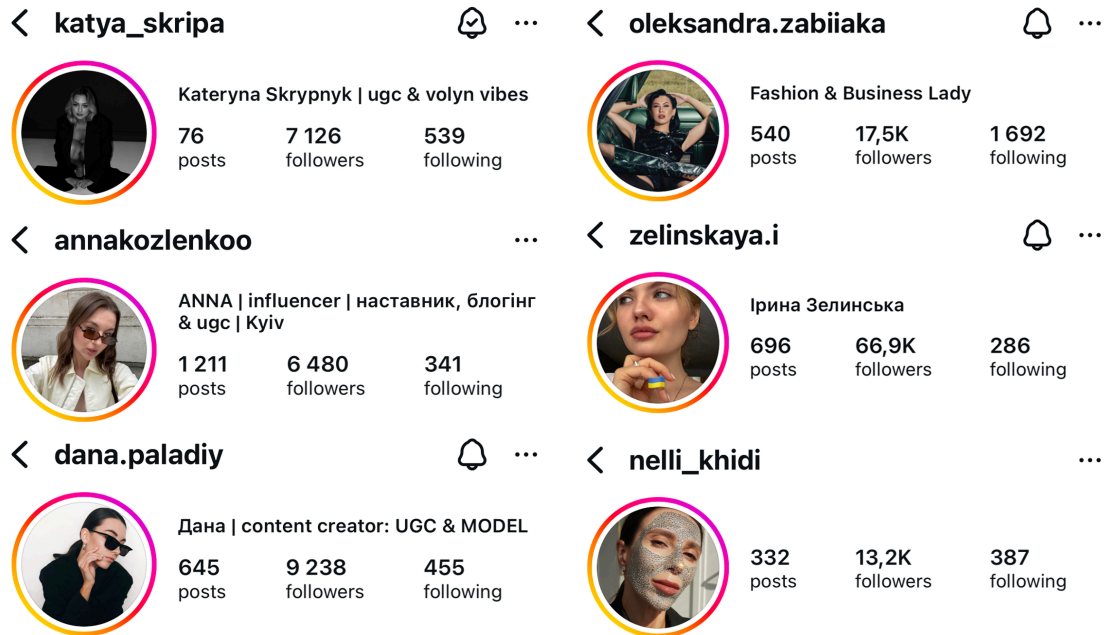 katya_skripa
Kateryna Skrypnyk | ugc & volyn vibes
76 7 126 539
posts followers following
annakozlenkoo
ANNA | influencer | наставник, блогінг
& ugc | Kyiv
1 211 6 480 341
posts followers following
dana.paladiy
Дана | content creator: UGC & MODEL
645 9 238 455
posts followers following
oleksandra.zabiiaka
Fashion & Business Lady
540 17,5K 1 692
posts followers following
zelinskaya.i
Ірина Зелинська
696 66,9K 286
posts followers following
nelli_khidi
332 13,2K 387
posts followers following